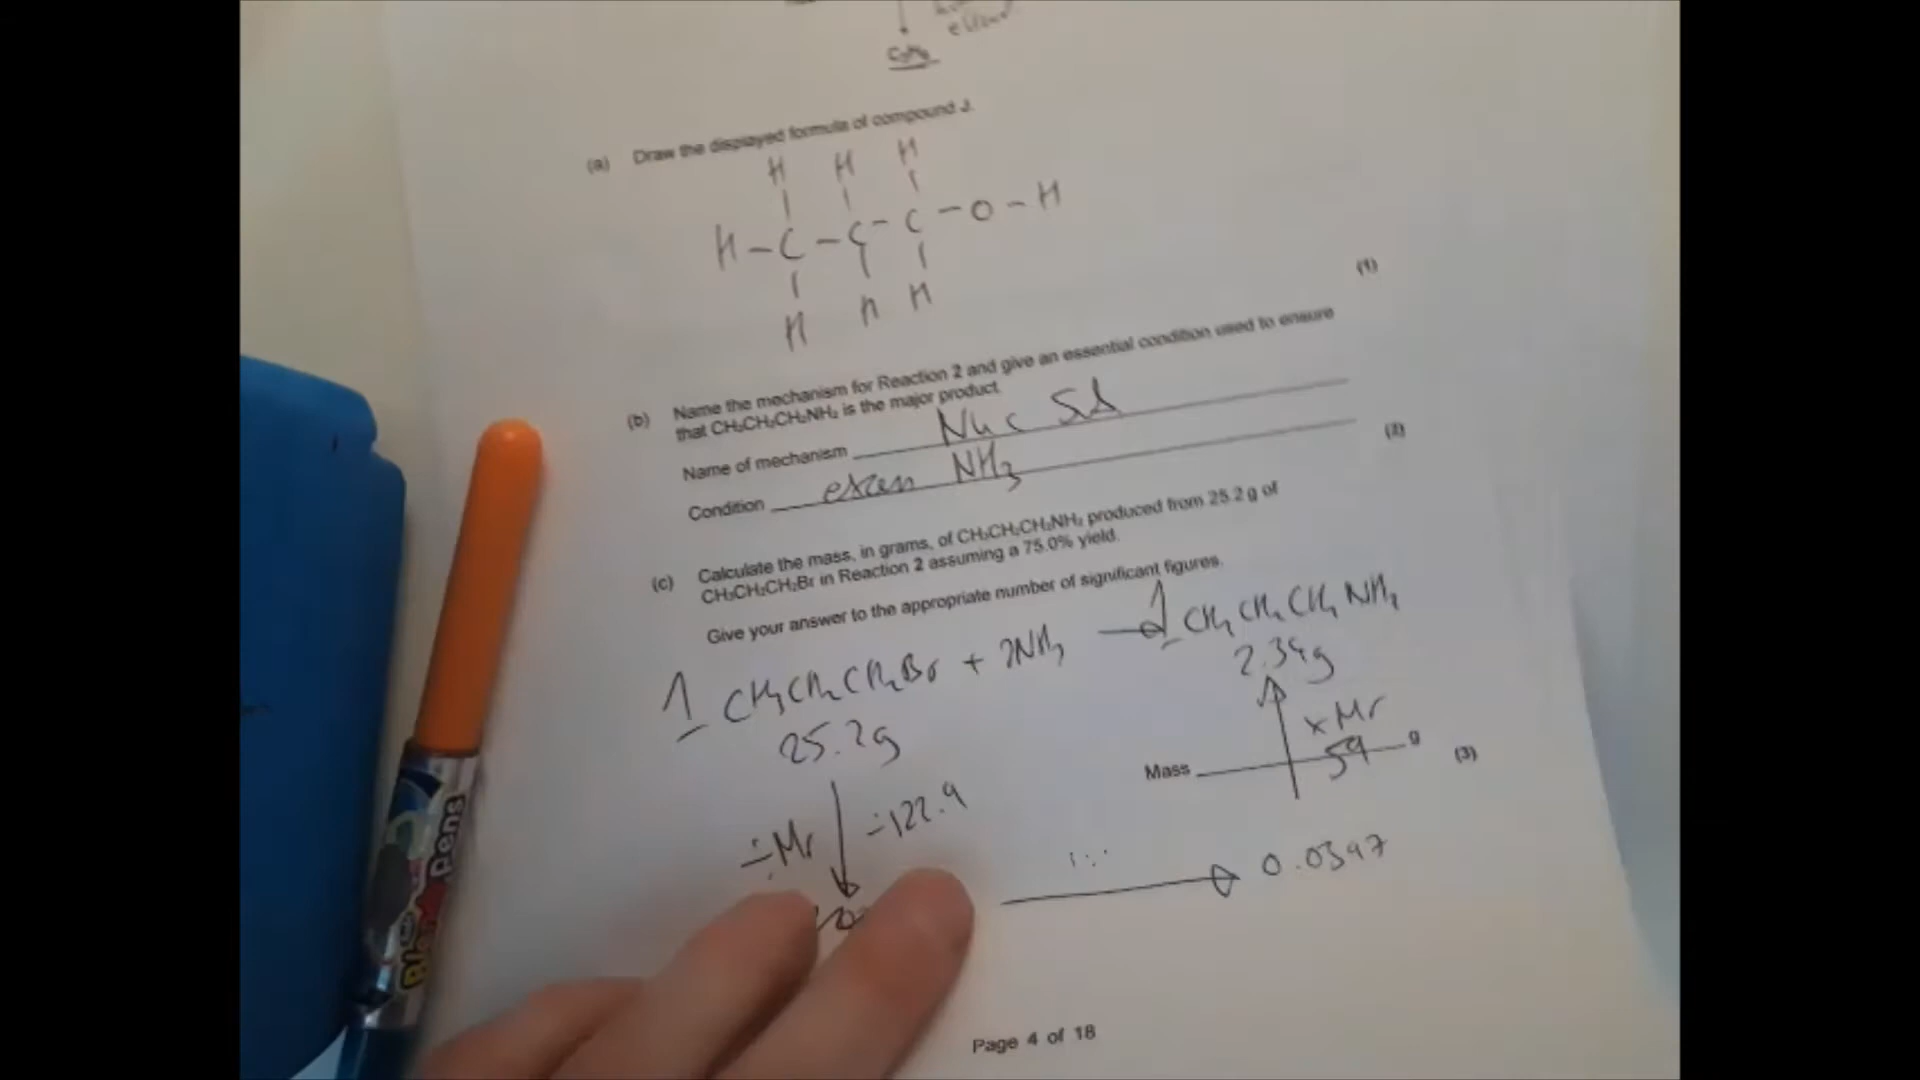 (a) Draw the displayed formula of compound J.
H H H
H - C - C - C - O - H
H H H
(1)
(b) Name the mechanism for Reaction 2 and give an essential condition used to ensure
that CH₃CH₂CH₂NH₂ is the major product.
Name of mechanism Nuc Sub
Condition excess NH₃
(2)
(c) Calculate the mass, in grams, of CH₃CH₂CH₂NH₂ produced from 25.2 g of
CH₃CH₂CH₂Br in Reaction 2 assuming a 75.0% yield.
Give your answer to the appropriate number of significant figures.
1 CH₃CH₂CH₂Br + 2NH₃ → 1 CH₃CH₂CH₂NH₂
25.2g 2.34g
× Mr
Mass 59 g
(3)
÷Mr ÷122.9
1:1 → 0.0397
Page 4 of 18
Pens